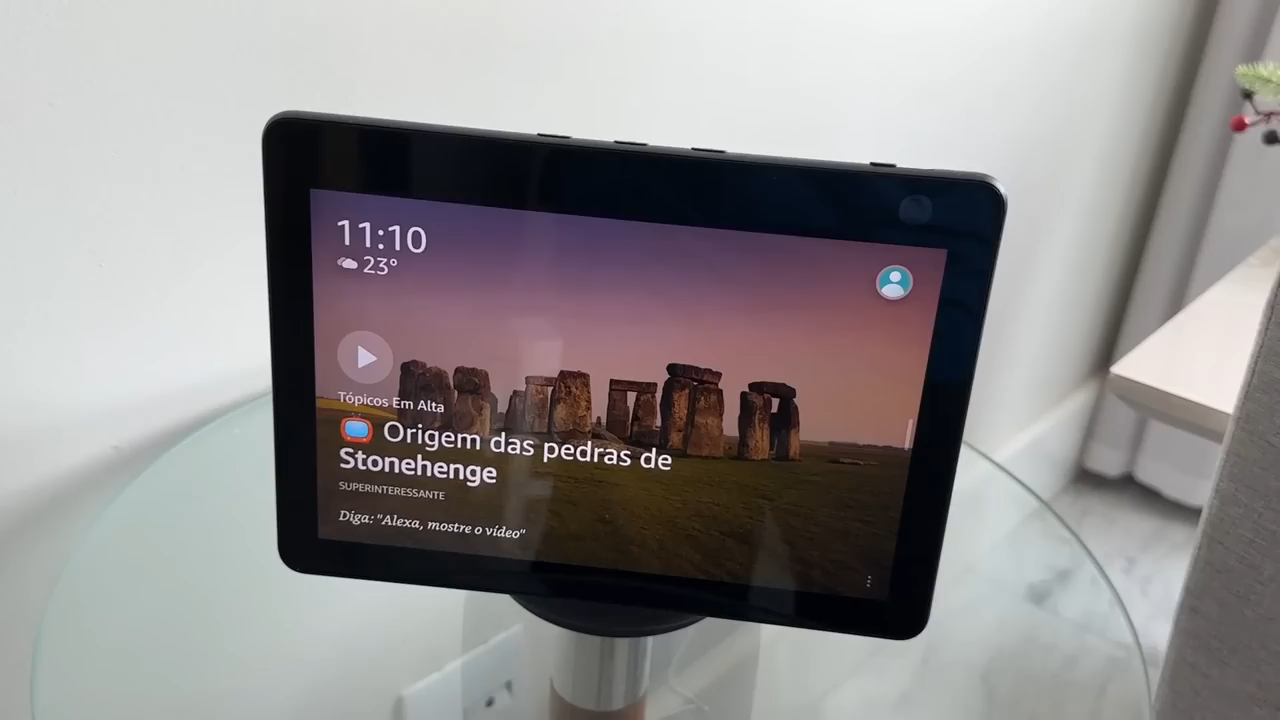 11:10
23°
Tópicos Em Alta
Origem das pedras de
Stonehenge
SUPERINTERESSANTE
Diga: "Alexa, mostre o vídeo"